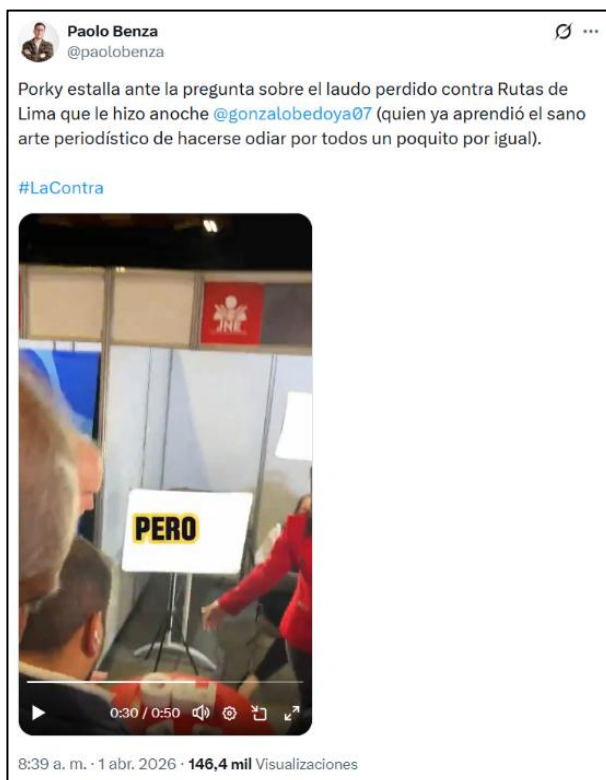 Paolo Benza
@paolobenza
Porky estalla ante la pregunta sobre el laudo perdido contra Rutas de
Lima que le hizo anoche @gonzalobedoya07 (quien ya aprendió el sano
arte periodístico de hacerse odiar por todos un poquito por igual).
#LaContra
JNE
PERO
0:30 / 0:50
8:39 a. m. · 1 abr. 2026 · 146,4 mil Visualizaciones